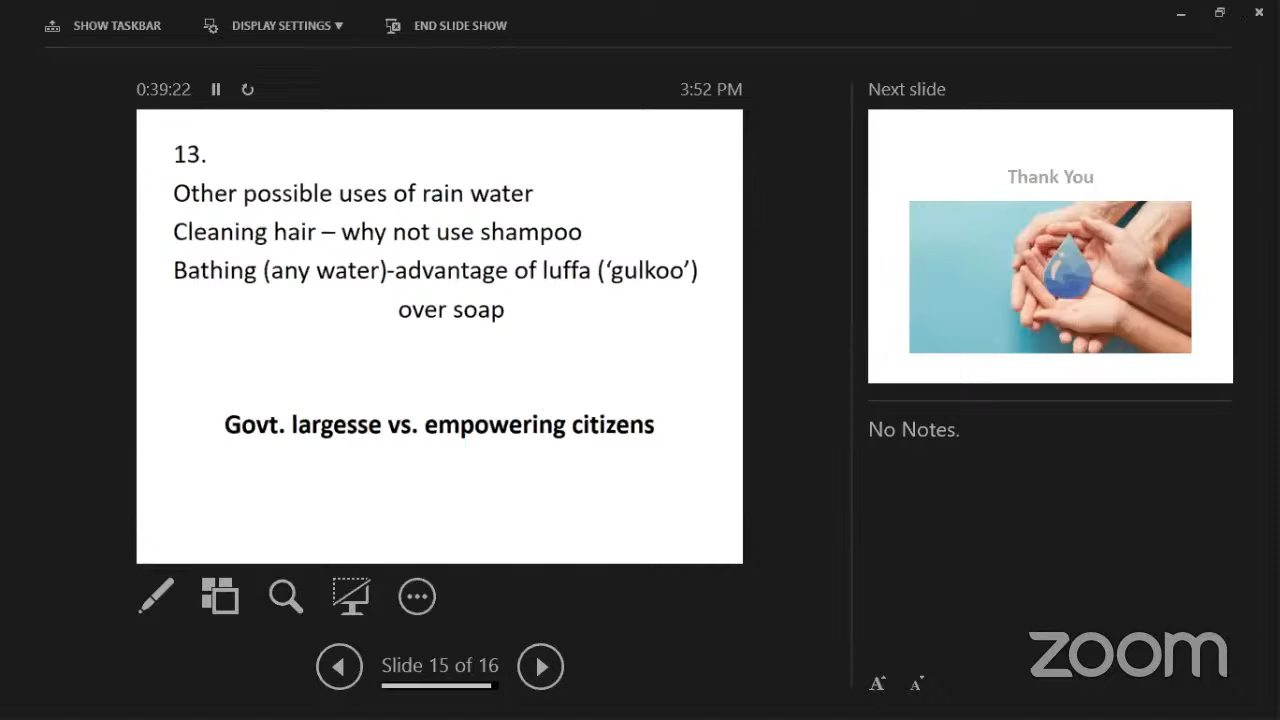 SHOW TASKBAR
DISPLAY SETTINGS ▼
END SLIDE SHOW
0:39:22
3:52 PM
Next slide
13.
Other possible uses of rain water
Cleaning hair – why not use shampoo
Bathing (any water)-advantage of luffa (‘gulkoo’)
over soap
Govt. largesse vs. empowering citizens
Thank You
No Notes.
Slide 15 of 16
A A
zoom